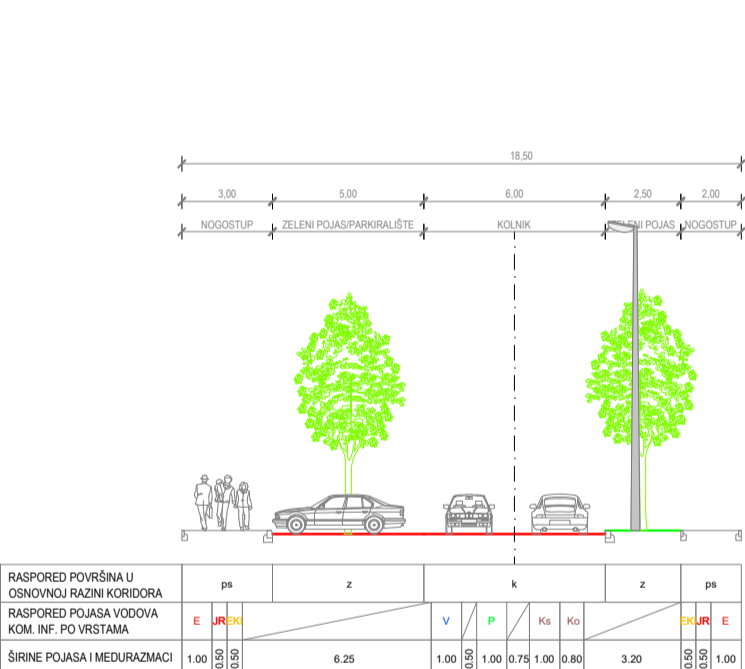 18,50
3,00 5,00 6,00 2,50 2,00
NOGOSTUP ZELENI POJAS/PARKIRALIŠTE KOLNIK ZELENI POJAS NOGOSTUP
RASPORED POVRŠINA U
OSNOVNOJ RAZINI KORIDORA
ps z k z ps
RASPORED POJASA VODOVA
KOM. INF. PO VRSTAMA
E JR EKI V P Ks Ko EKI JR E
ŠIRINE POJASA I MEDURAZMACI
1.00 0.50 0.50 6.25 1.00 0.50 1.00 0.75 1.00 0.80 3.20 0.50 0.50 1.00